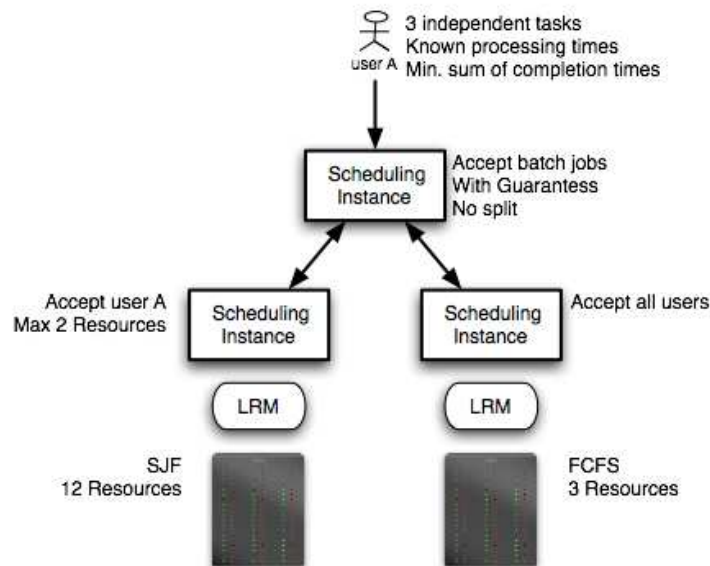 3 independent tasks
Known processing times
Min. sum of completion times
user A
Scheduling
Instance
Accept batch jobs
With Guarantess
No split
Accept user A
Max 2 Resources
Scheduling
Instance
Scheduling
Instance
Accept all users
LRM
LRM
SJF
12 Resources
FCFS
3 Resources